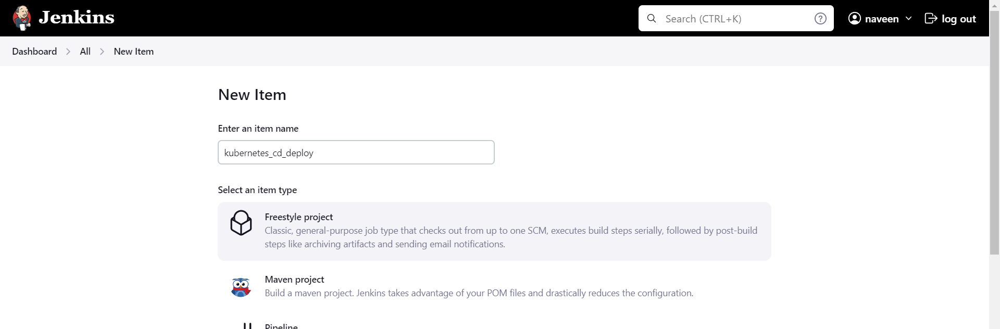 Jenkins
Search (CTRL+K)
naveen
log out
Dashboard
All
New Item
New Item
Enter an item name
kubernetes_cd_deploy
Select an item type
Freestyle project
Classic, general-purpose job type that checks out from up to one SCM, executes build steps serially, followed by post-build
steps like archiving artifacts and sending email notifications.
Maven project
Build a maven project. Jenkins takes advantage of your POM files and drastically reduces the configuration.
Pipeline